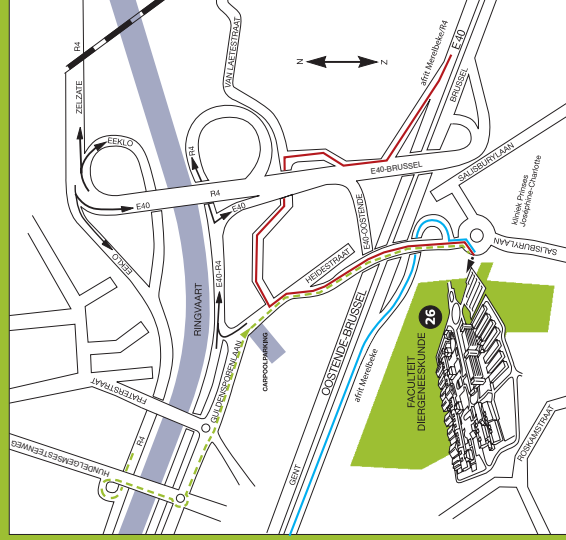 R4
ZELZATE
EEKLO
EEKLO
E40
R4
R4
E40
VAN LAETESTRAAT
N
Z
afrit Merelbeke/R4
E 40
BRUSSEL
E40-BRUSSEL
SALISBURYLAAN
kliniek Prinses
Joséphine-Charlotte
SALISBURYLAAN
E40-OOSTENDE
HEIDESTRAAT
E40-R4
RINGVAART
GULDENSPORENLAAN
CARPOOLPARKING
FRATERSTRAAT
R4
HUNDELGEMSESTEENWEG
OOSTENDE-BRUSSEL
afrit Merelbeke
GENT
FACULTEIT
DIERGENEESKUNDE
26
ROSKAMSTRAAT